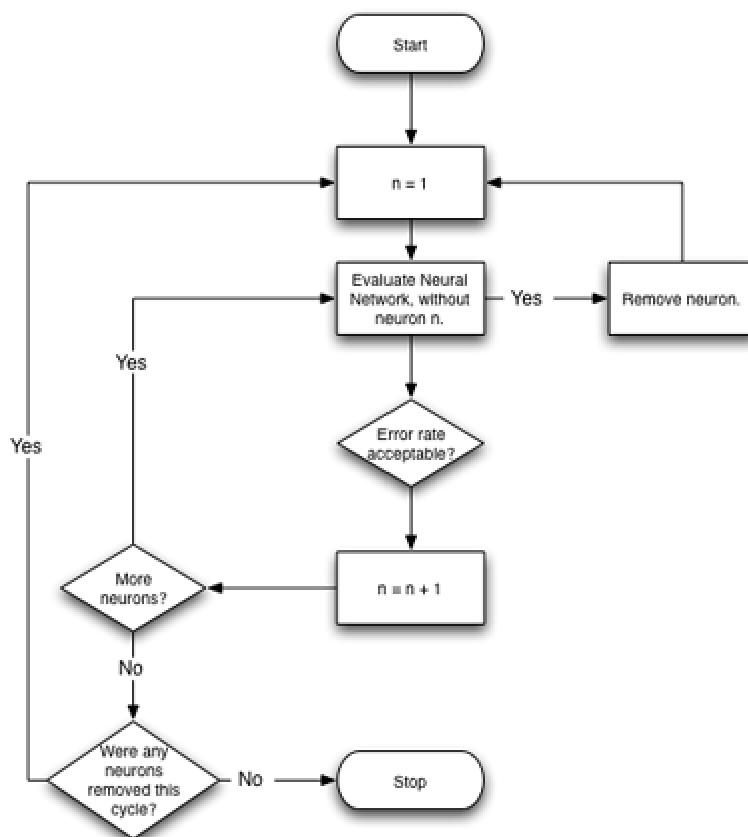 Start
n = 1
Evaluate Neural
Network, without
neuron n.
Yes
Remove neuron.
Yes
Error rate
acceptable?
Yes
More
neurons?
n = n + 1
No
Were any
neurons
removed this
cycle?
No
Stop